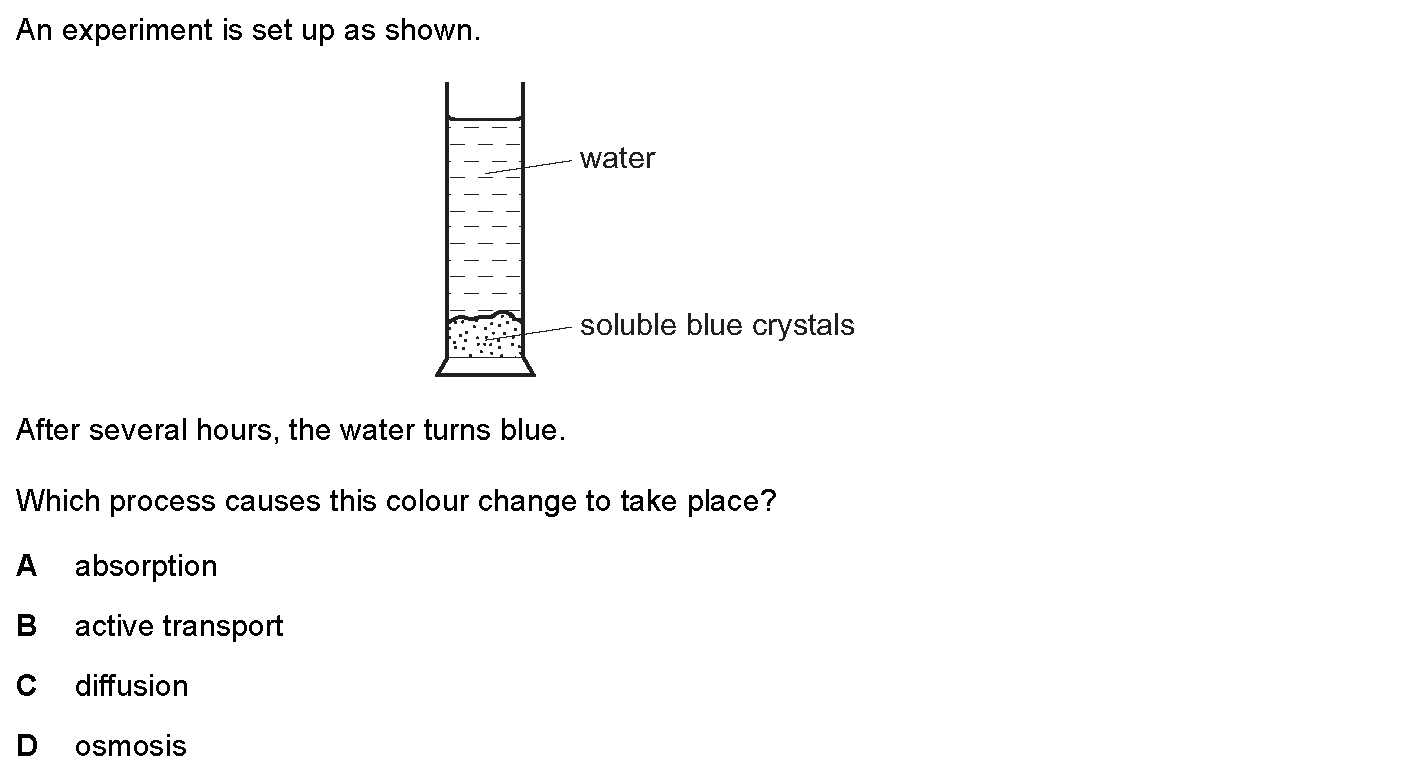 An experiment is set up as shown.
water
soluble blue crystals
After several hours, the water turns blue.
Which process causes this colour change to take place?
A absorption
B active transport
C diffusion
D osmosis